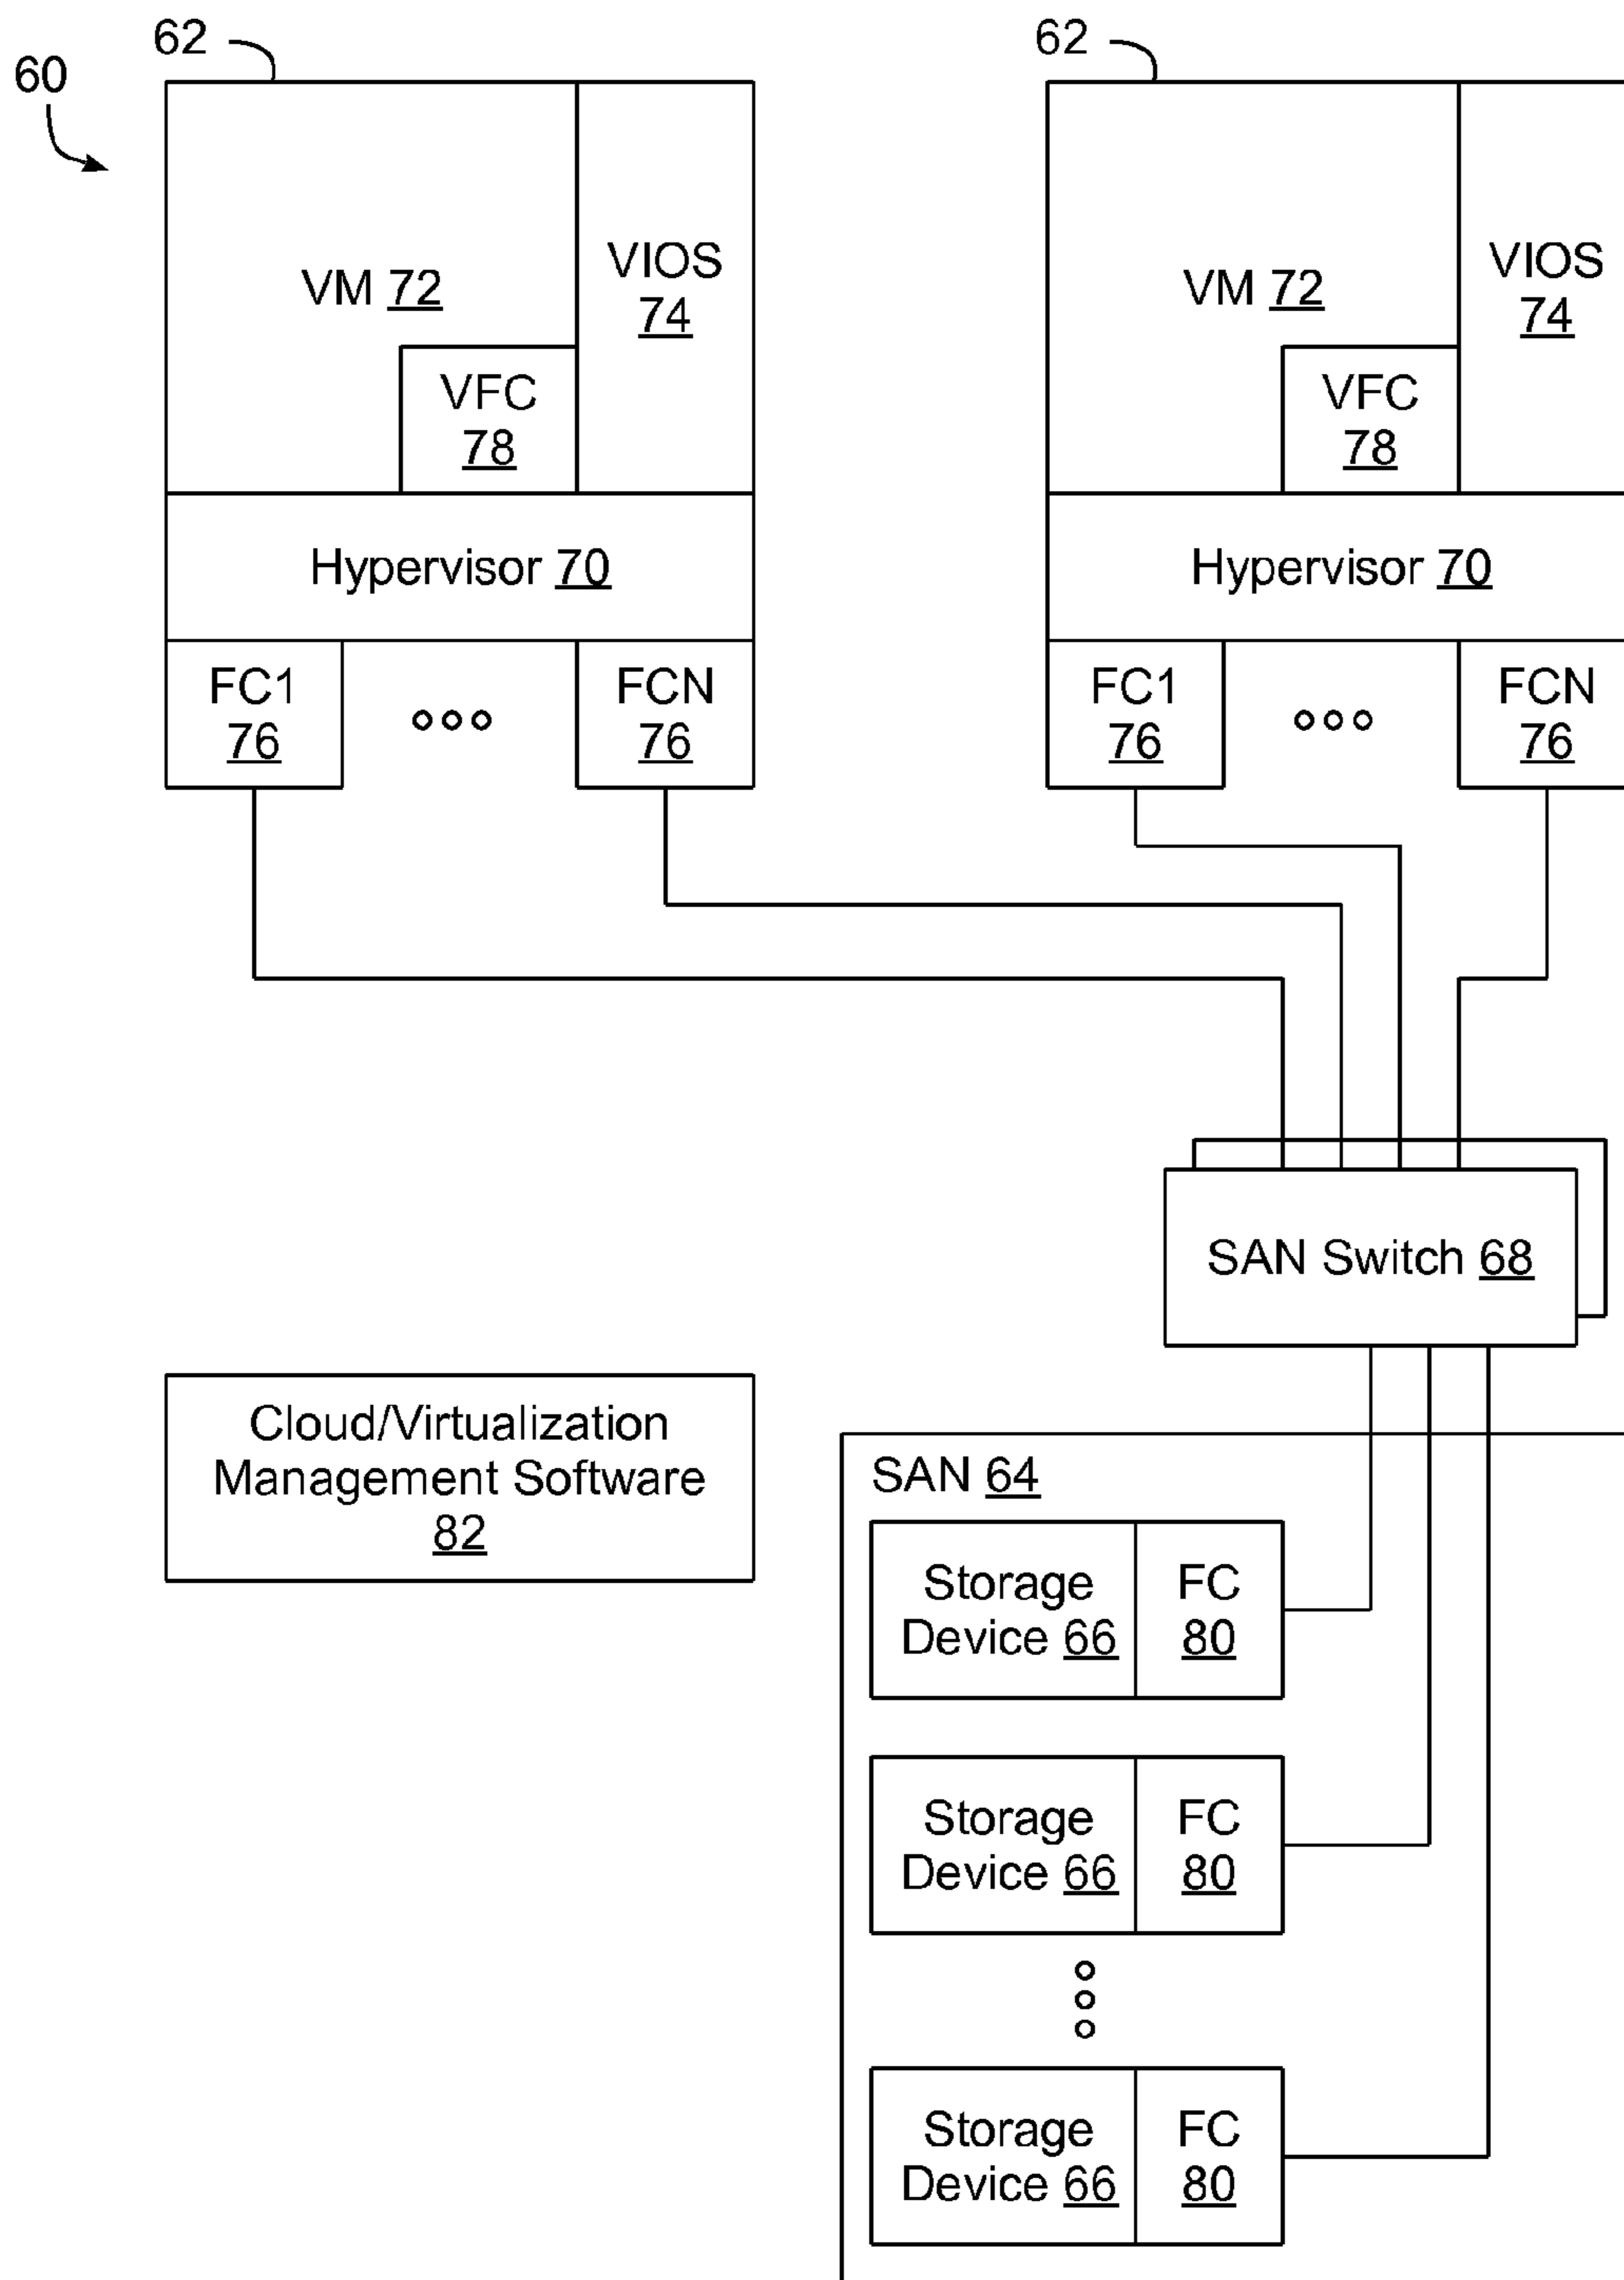 60
62
VM 72
VIOS
74
VFC
78
Hypervisor 70
FC1
76
FCN
76
62
VM 72
VIOS
74
VFC
78
Hypervisor 70
FC1
76
FCN
76
SAN Switch 68
Cloud/Virtualization
Management Software
82
SAN 64
Storage
Device 66
FC
80
Storage
Device 66
FC
80
Storage
Device 66
FC
80